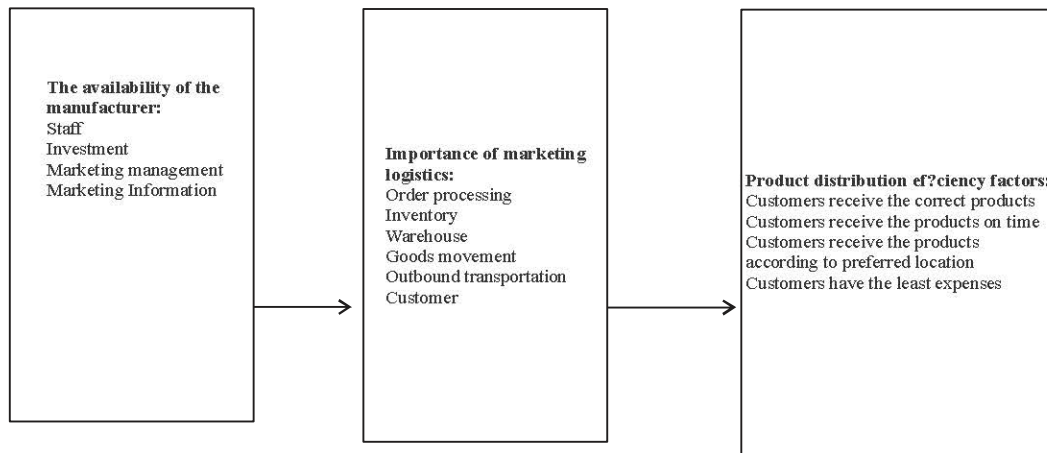 The availability of the
manufacturer:
Staff
Investment
Marketing management
Marketing Information
Importance of marketing
logistics:
Order processing
Inventory
Warehouse
Goods movement
Outbound transportation
Customer
Product distribution ef?ciency factors:
Customers receive the correct products
Customers receive the products on time
Customers receive the products
according to preferred location
Customers have the least expenses